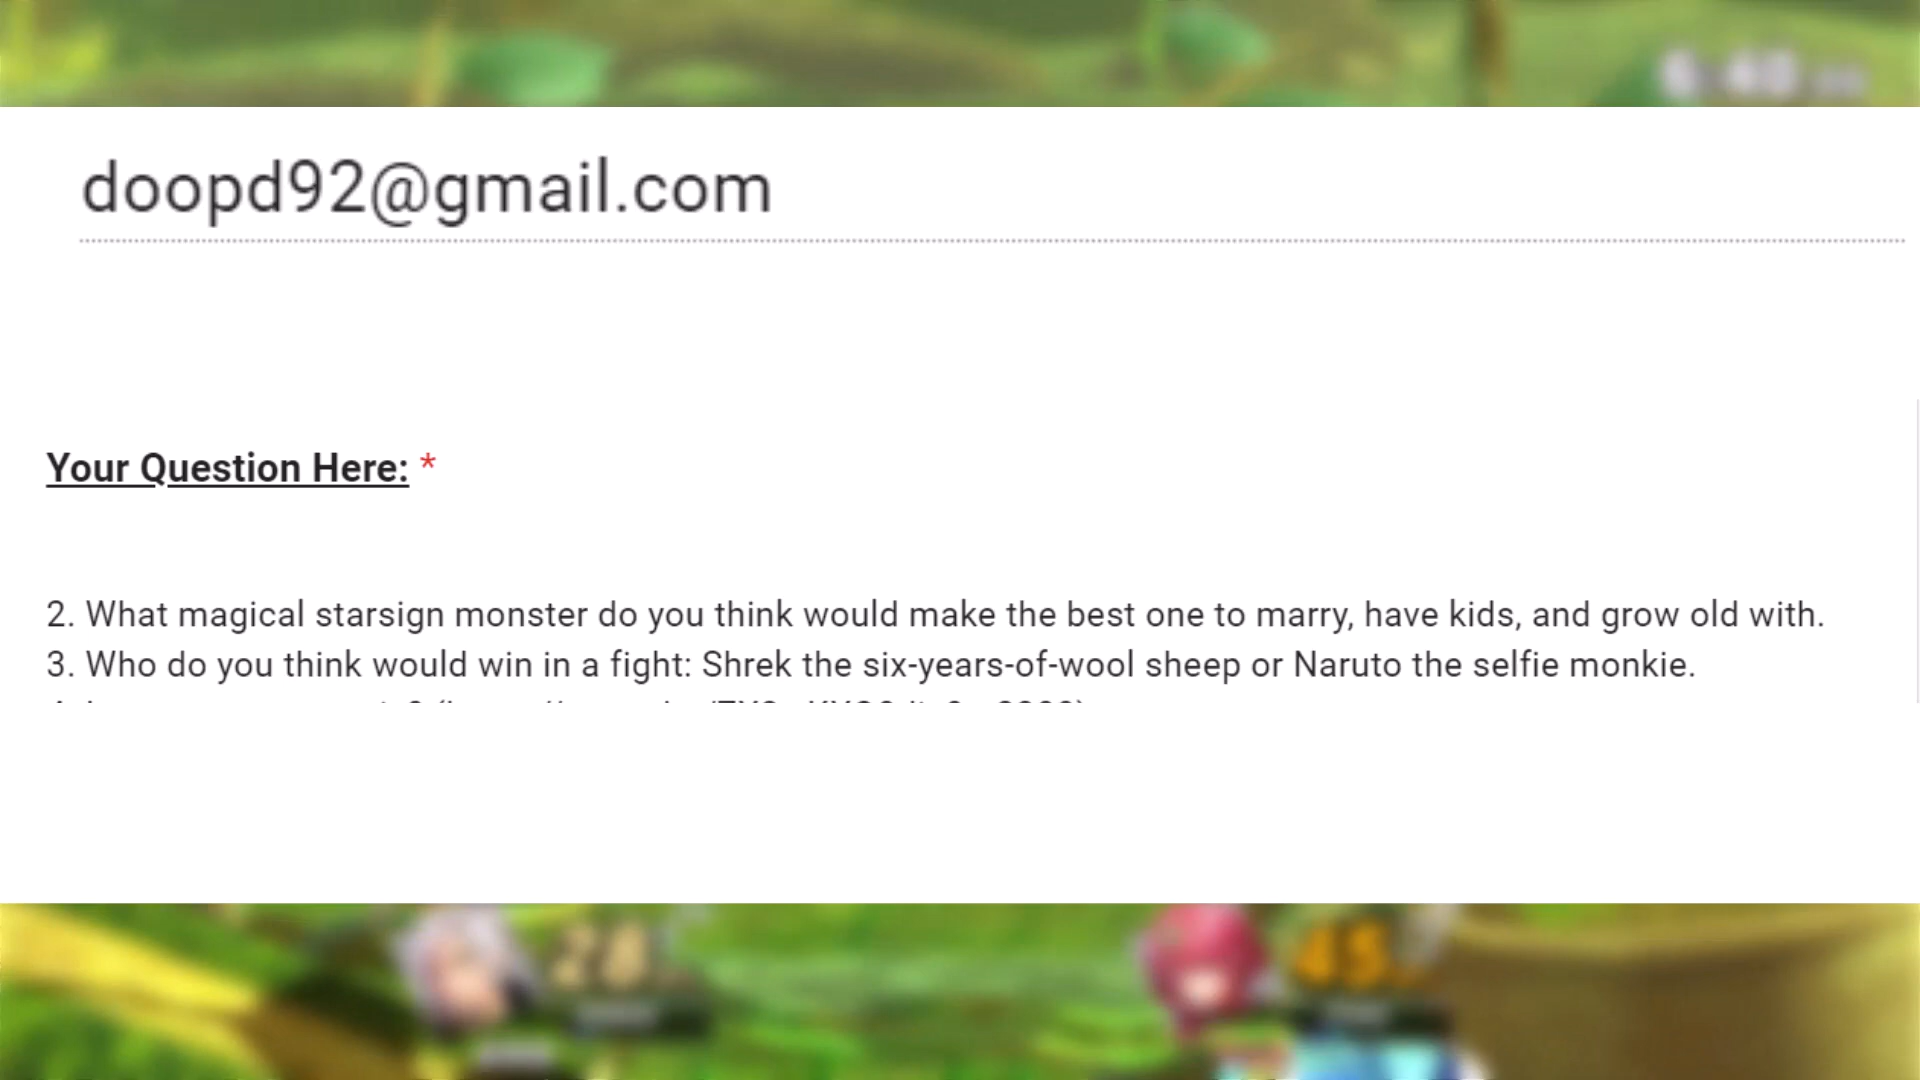 doopd92@gmail.com
Your Question Here: *
2. What magical starsign monster do you think would make the best one to marry, have kids, and grow old with.
3. Who do you think would win in a fight: Shrek the six-years-of-wool sheep or Naruto the selfie monkie.